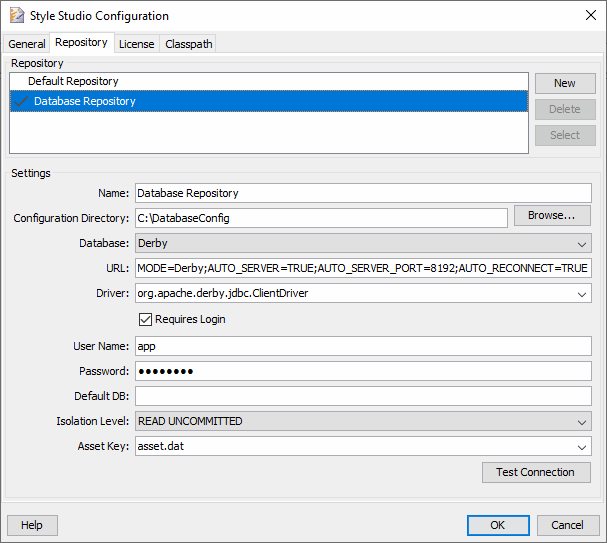 Style Studio Configuration
General Repository License Classpath
Repository
Default Repository
Database Repository
New
Delete
Select
Settings
Name: Database Repository
Configuration Directory: C:\DatabaseConfig Browse...
Database: Derby
URL: MODE=Derby;AUTO_SERVER=TRUE;AUTO_SERVER_PORT=8192;AUTO_RECONNECT=TRUE
Driver: org.apache.derby.jdbc.ClientDriver
Requires Login
User Name: app
Password: ●●●●●●●●
Default DB:
Isolation Level: READ UNCOMMITTED
Asset Key: asset.dat
Test Connection
Help OK Cancel